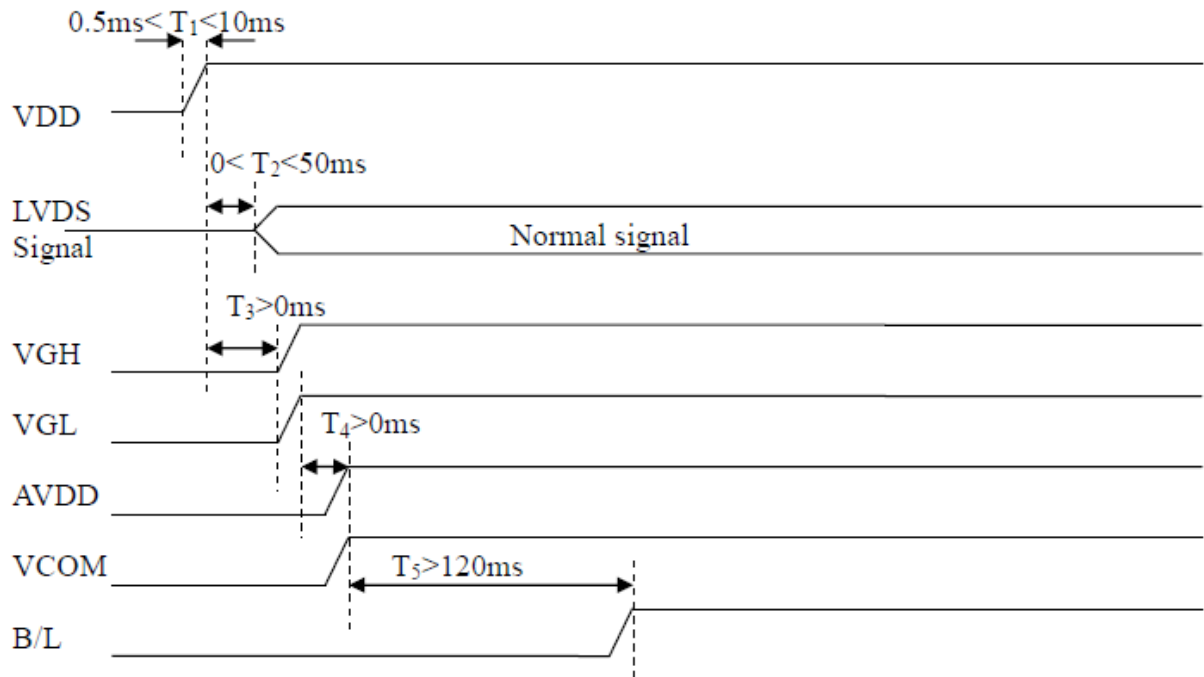 0.5ms< T₁<10ms
VDD
0< T₂<50ms
LVDS
Signal
Normal signal
T₃>0ms
VGH
VGL
T₄>0ms
AVDD
VCOM
T₅>120ms
B/L